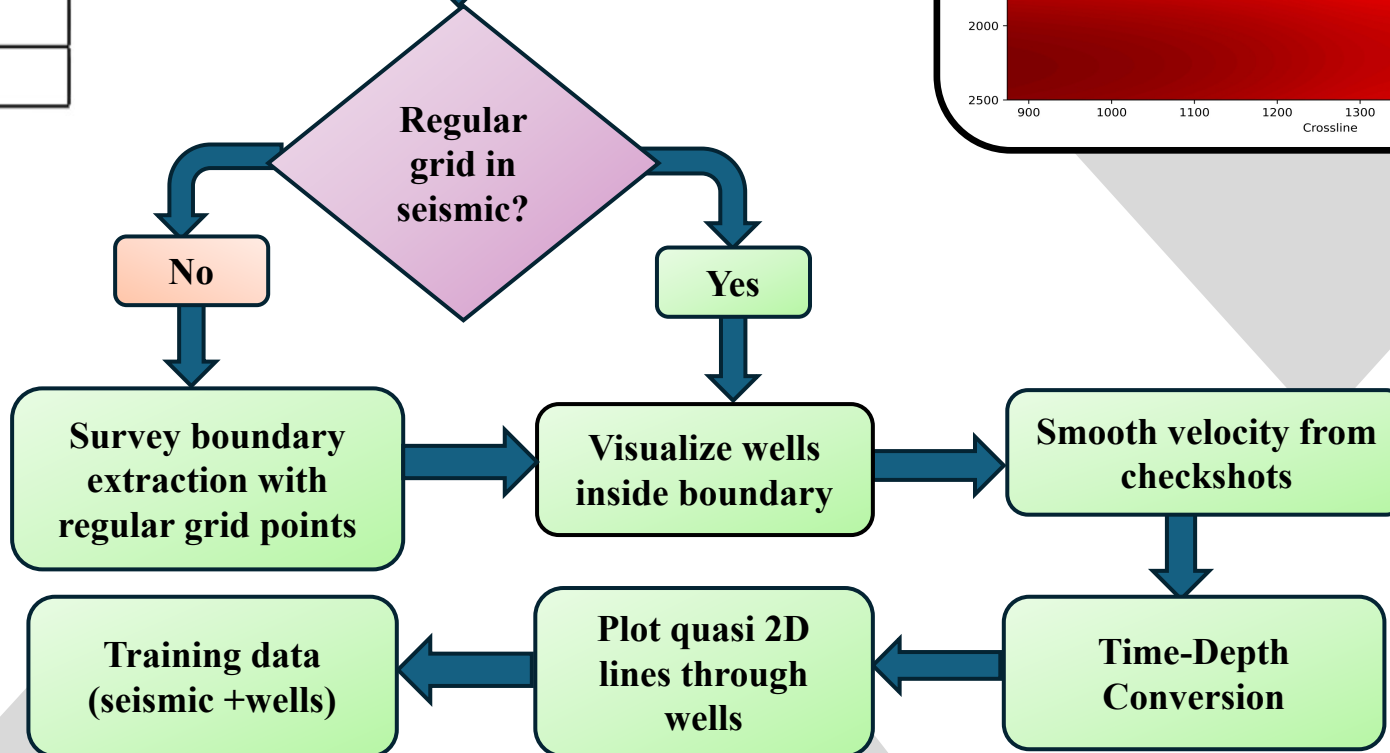 2000
2500
900
1000
1100
1200
1300
Crossline
Regular
grid in
seismic?
No
Yes
Survey boundary
extraction with
regular grid points
Visualize wells
inside boundary
Smooth velocity from
checkshots
Time-Depth
Conversion
Plot quasi 2D
lines through
wells
Training data
(seismic +wells)